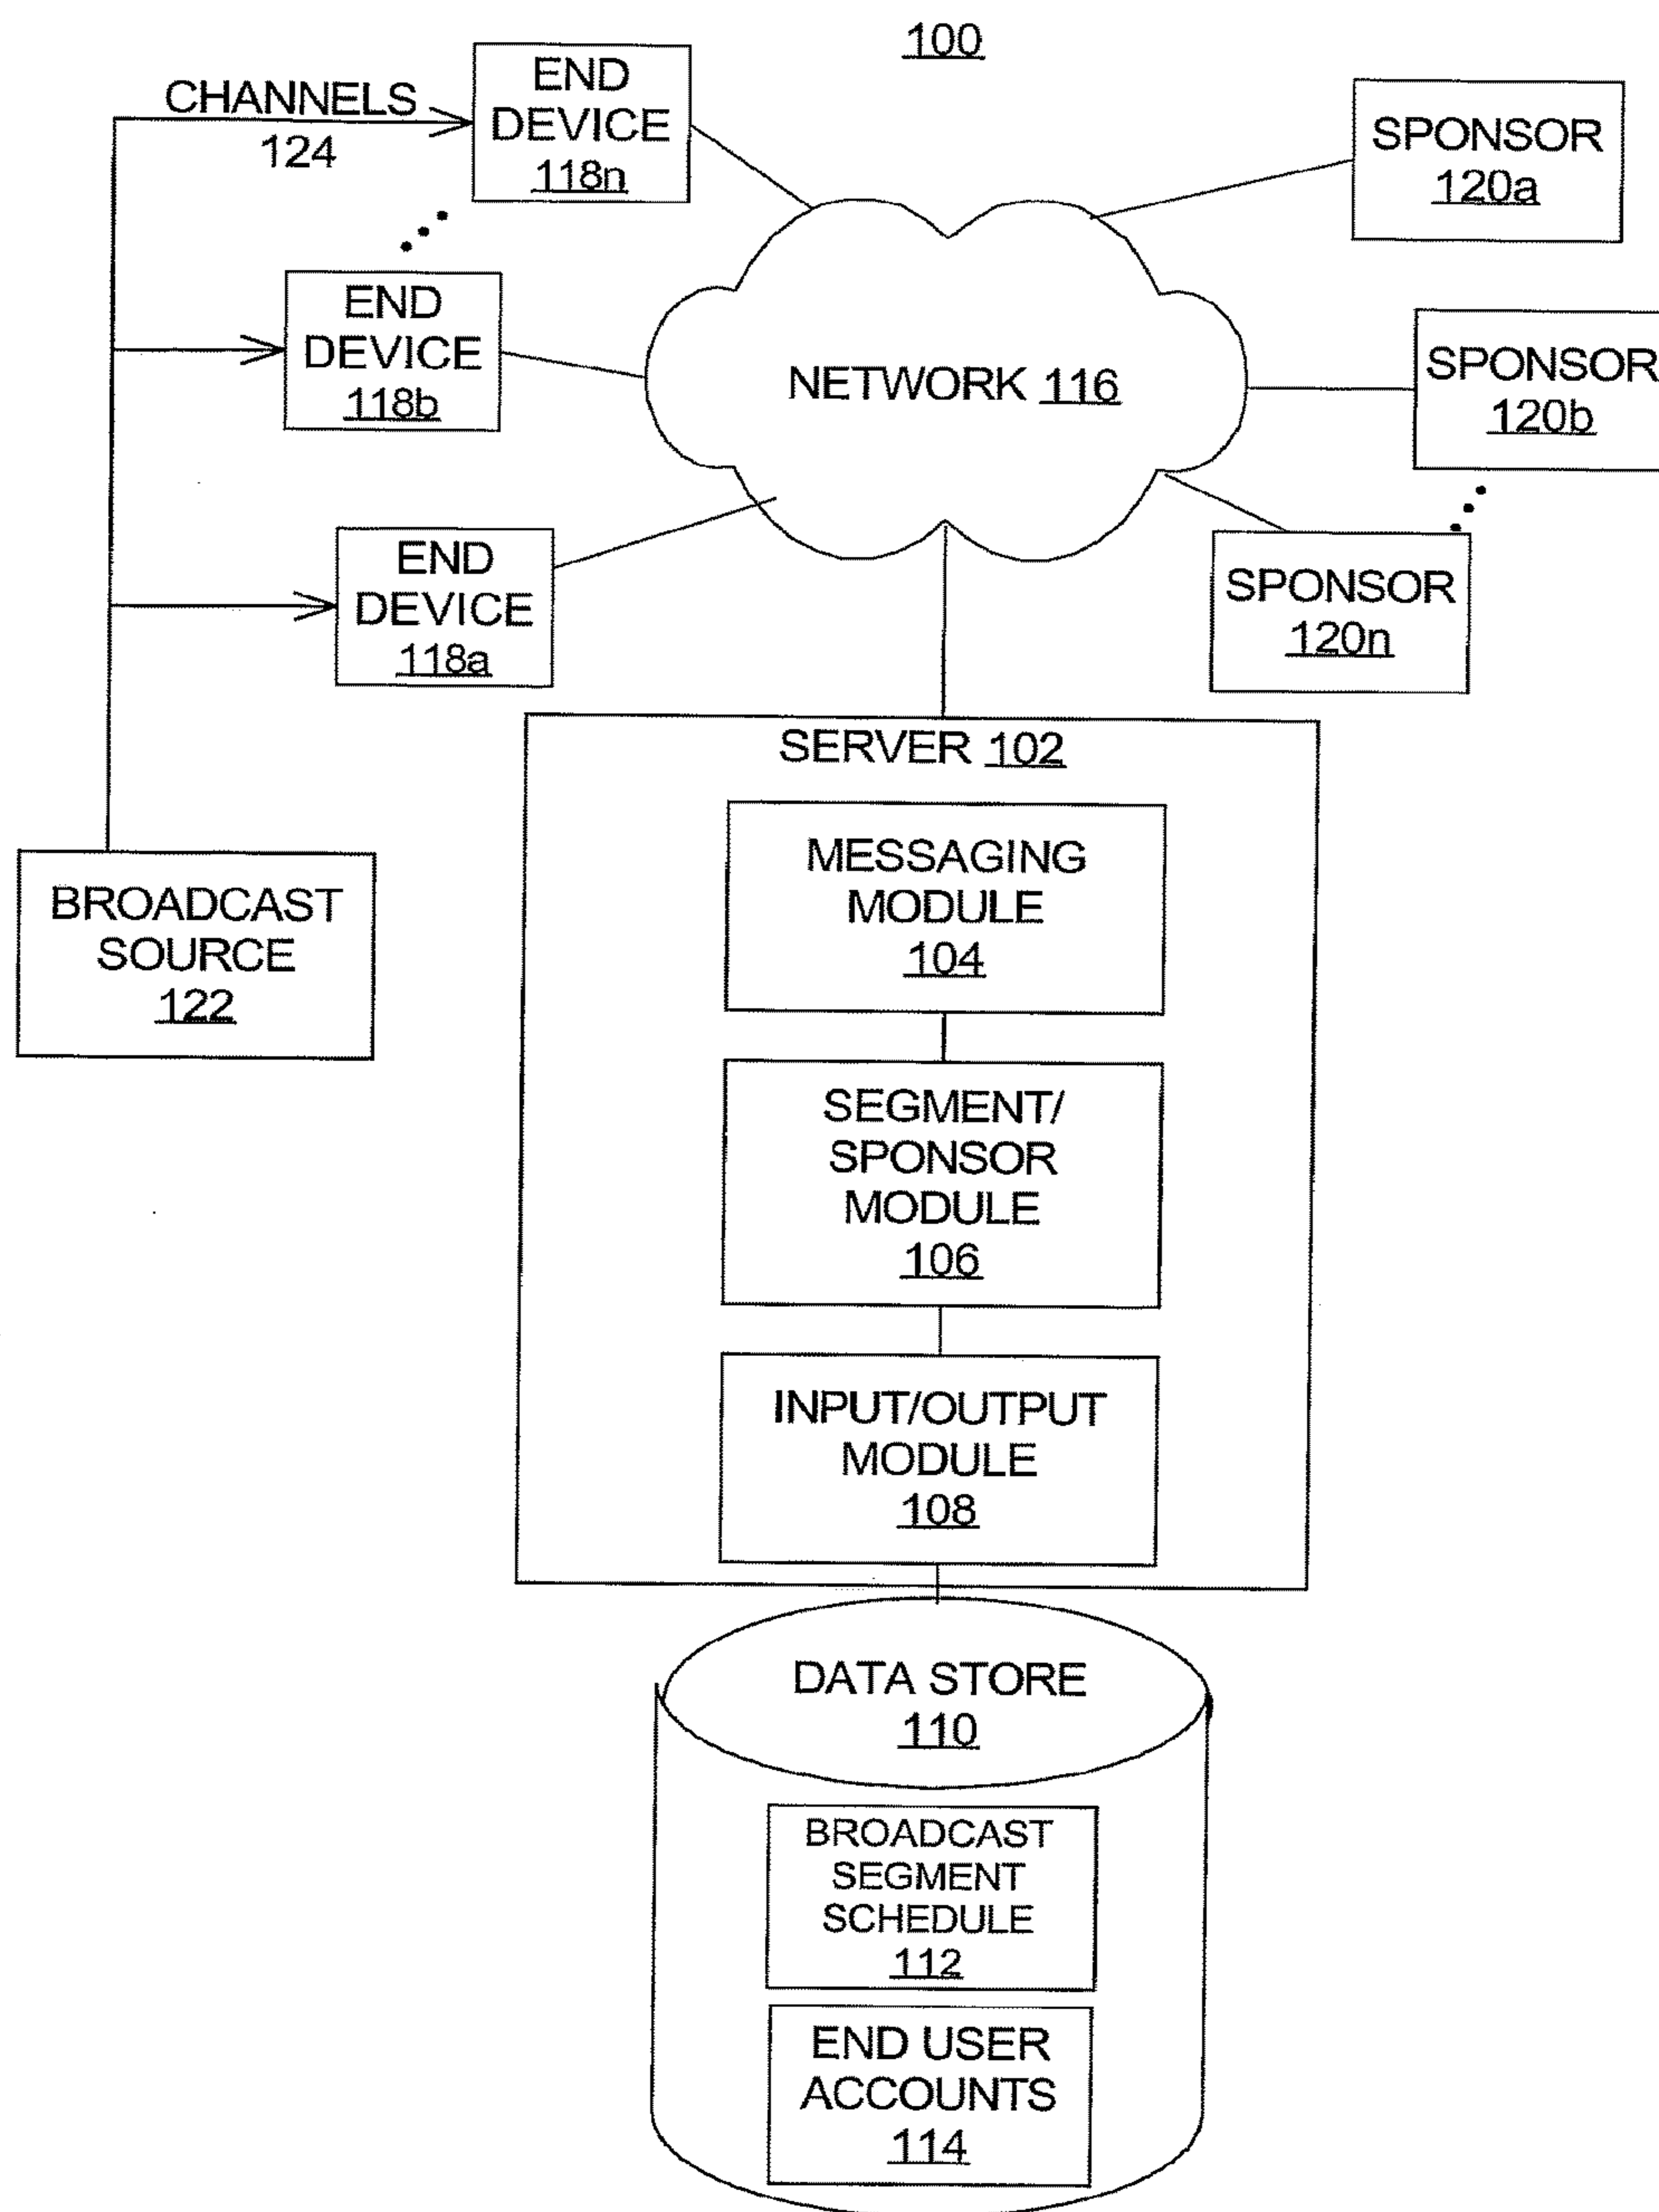 100
CHANNELS
124
END
DEVICE
118n
SPONSOR
120a
END
DEVICE
118b
NETWORK 116
SPONSOR
120b
END
DEVICE
118a
SPONSOR
120n
SERVER 102
MESSAGING
MODULE
104
BROADCAST
SOURCE
122
SEGMENT/
SPONSOR
MODULE
106
INPUT/OUTPUT
MODULE
108
DATA STORE
110
BROADCAST
SEGMENT
SCHEDULE
112
END USER
ACCOUNTS
114